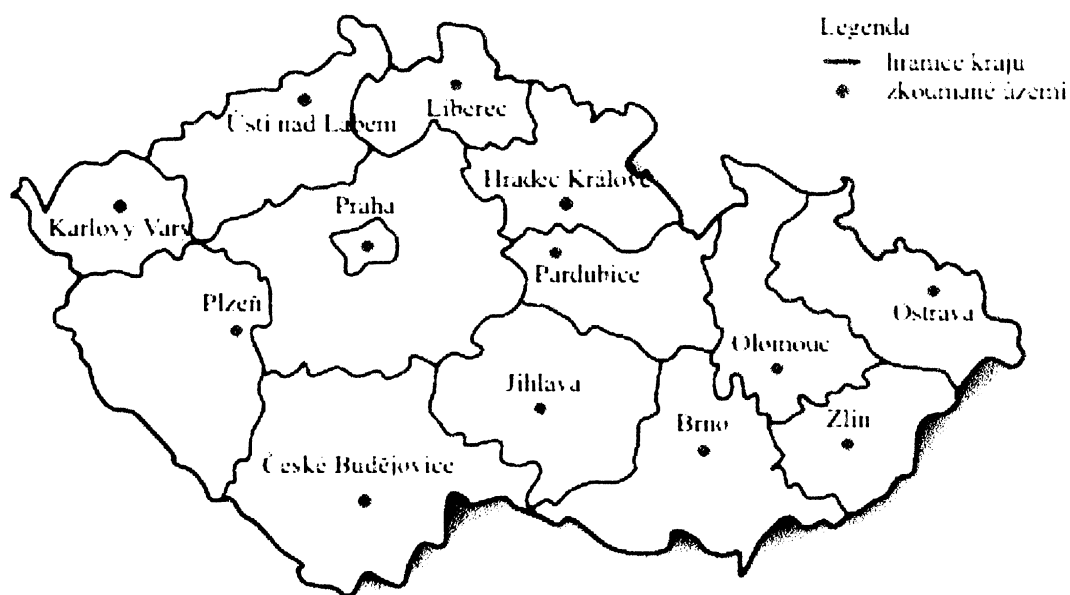 Legenda
hranice krajů
zkoumané území
Liberec
Ústí nad Labem
Hradec Králové
Praha
Karlovy Vary
Pardubice
Plzeň
Ostrava
Olomouc
Jihlava
Brno
Zlín
České Budějovice